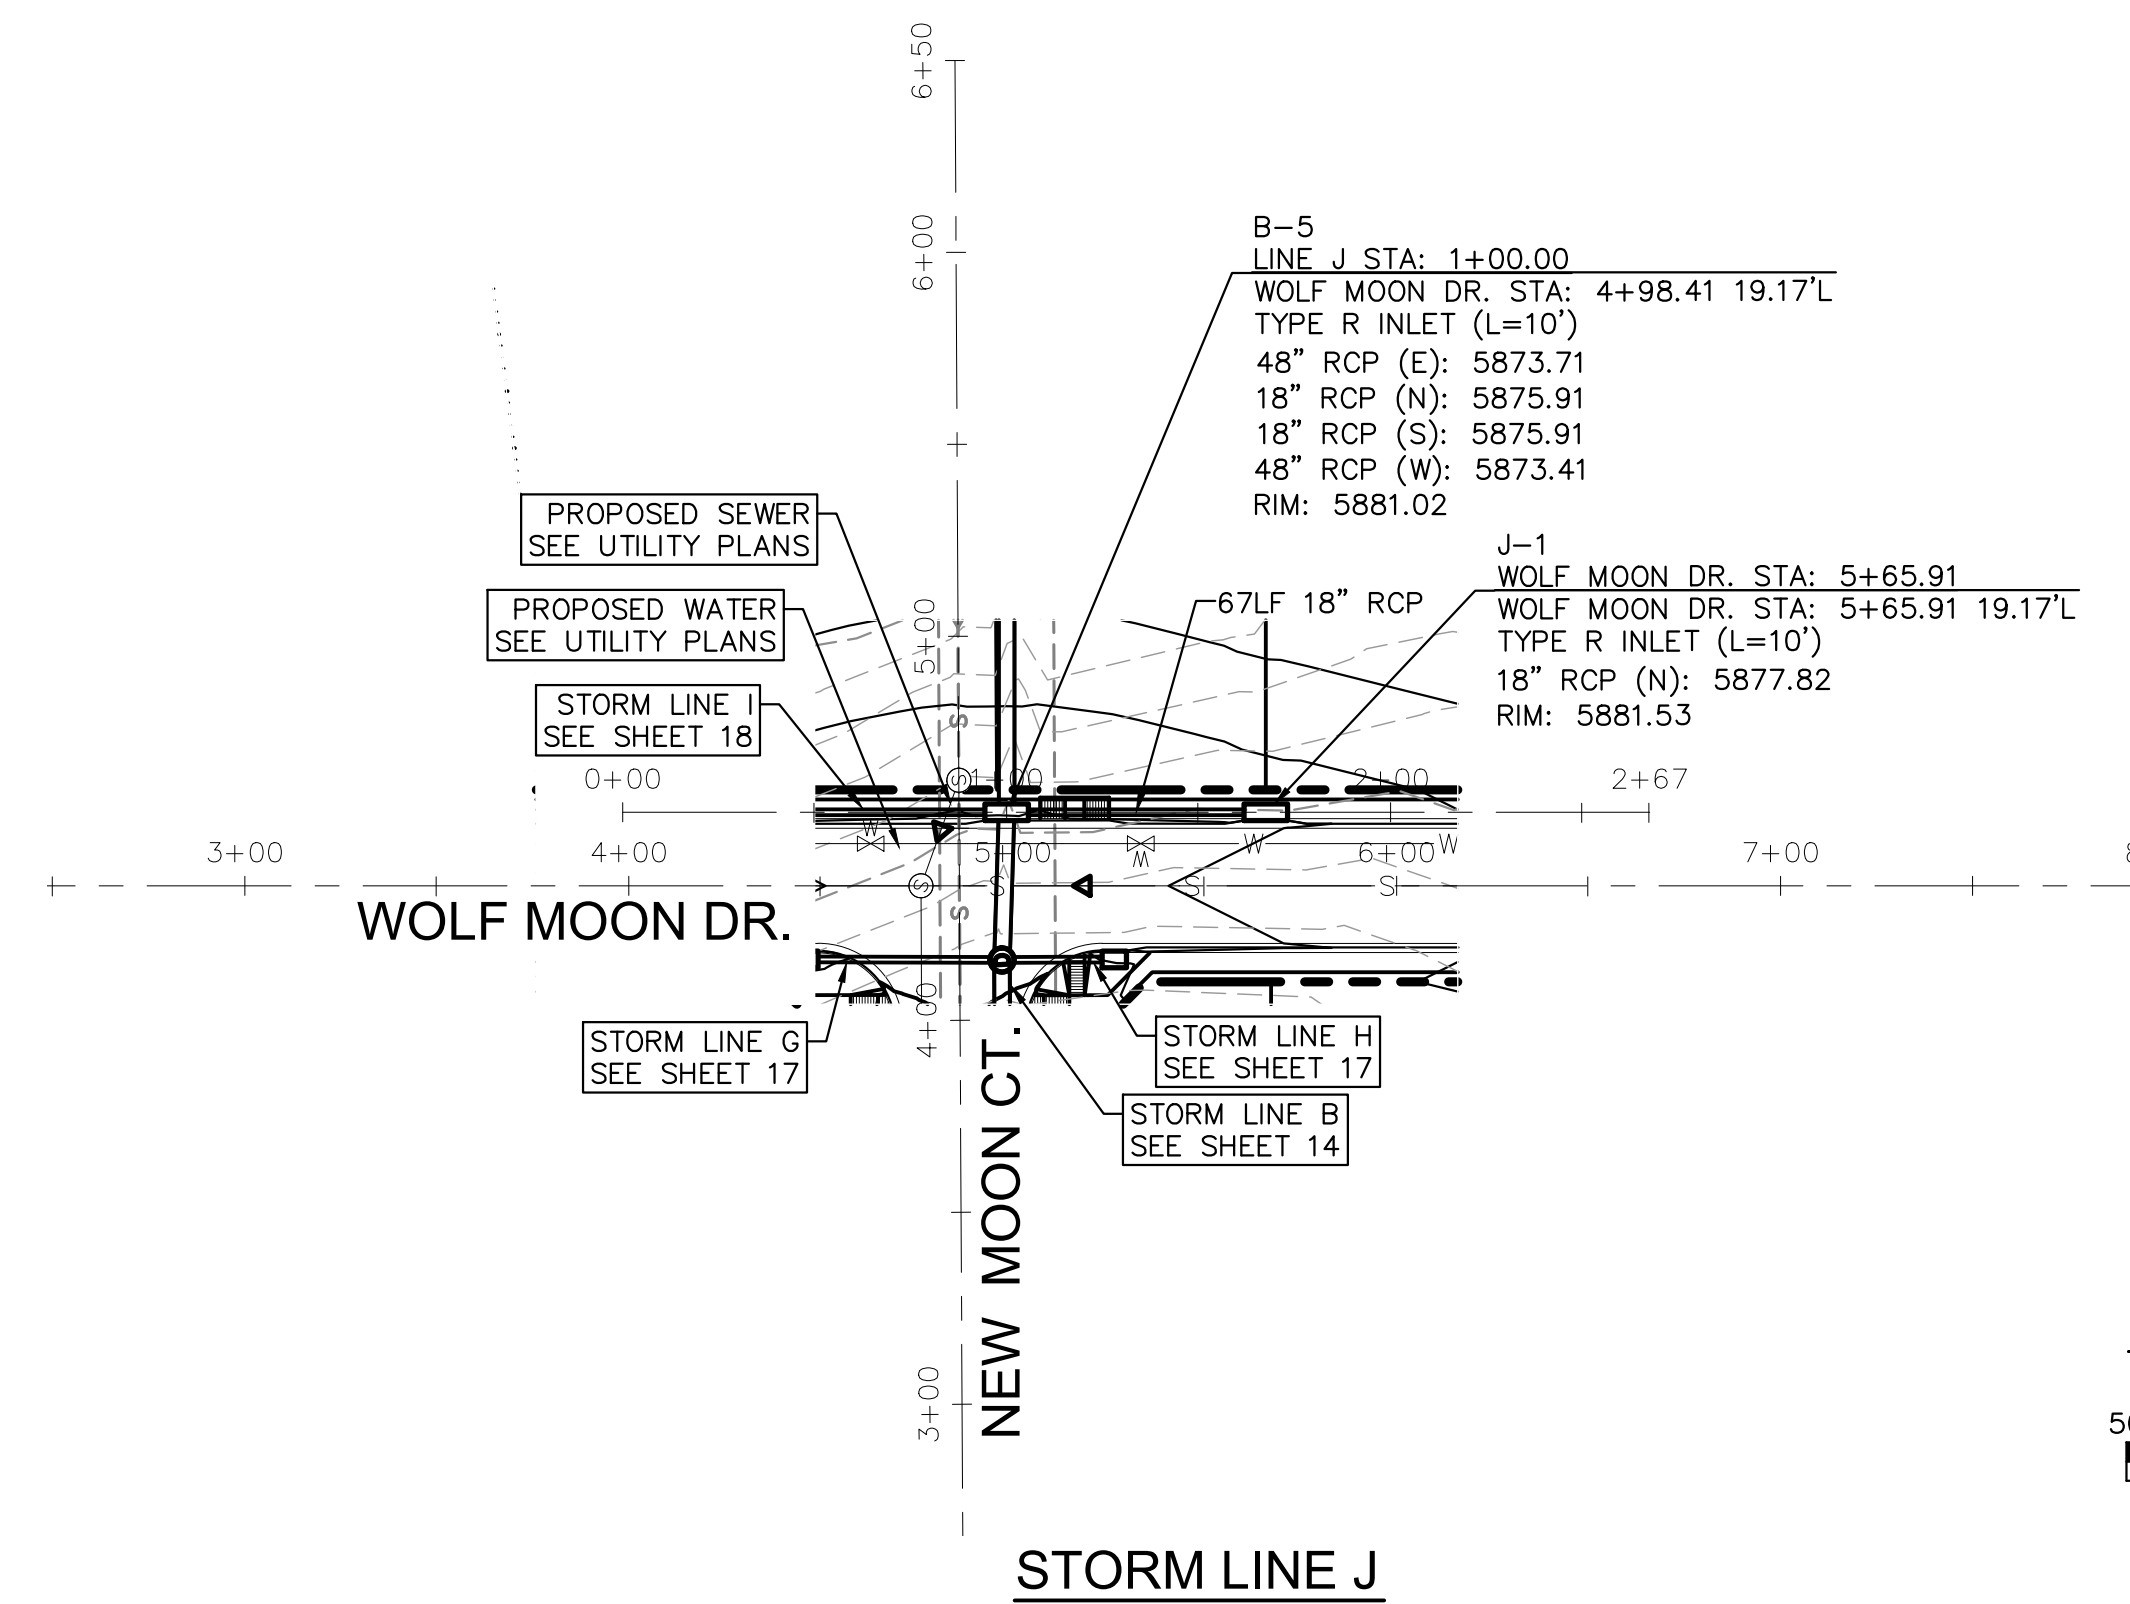 6+50
6+00
5+00
4+00
3+00
B-5
LINE J STA: 1+00.00
WOLF MOON DR. STA: 4+98.41 19.17'L
TYPE R INLET (L=10')
48" RCP (E): 5873.71
18" RCP (N): 5875.91
18" RCP (S): 5875.91
48" RCP (W): 5873.41
RIM: 5881.02
J-1
WOLF MOON DR. STA: 5+65.91
WOLF MOON DR. STA: 5+65.91 19.17'L
TYPE R INLET (L=10')
18" RCP (N): 5877.82
RIM: 5881.53
67LF 18" RCP
PROPOSED SEWER
SEE UTILITY PLANS
PROPOSED WATER
SEE UTILITY PLANS
STORM LINE I
SEE SHEET 18
0+00
1+00
2+00
2+67
S
S
W
W
W
W
3+00
4+00
5+00
6+00
7+00
S
S
S
S
S
WOLF MOON DR.
STORM LINE G
SEE SHEET 17
STORM LINE H
SEE SHEET 17
STORM LINE B
SEE SHEET 14
NEW MOON CT.
STORM LINE J